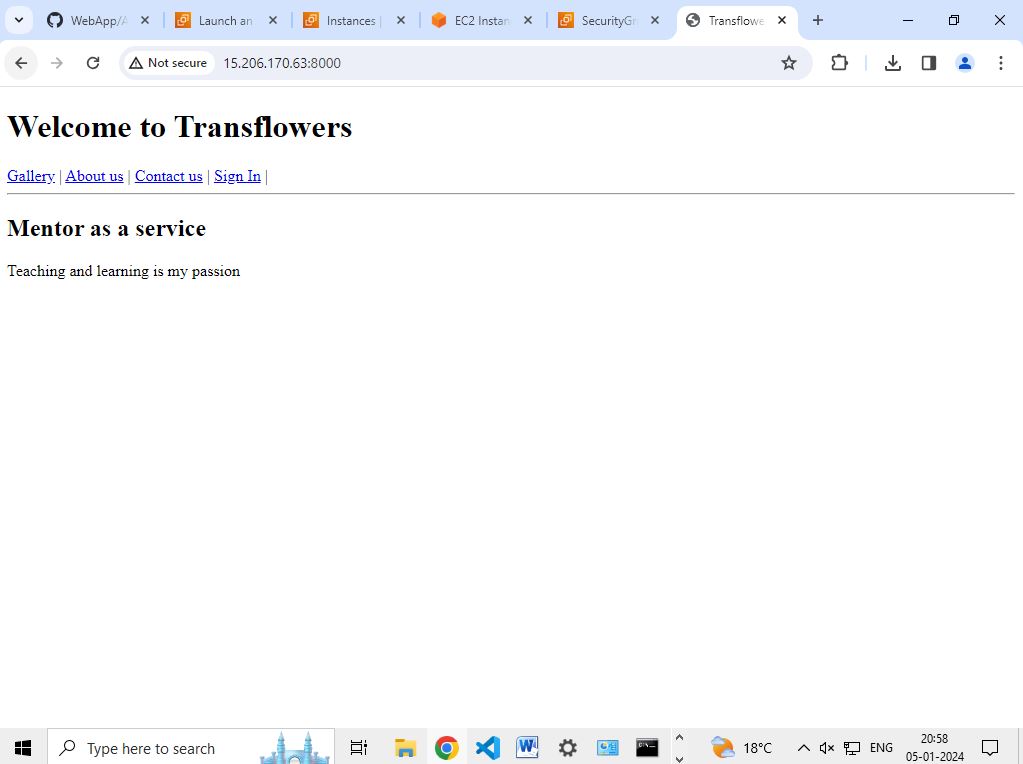 WebApp/A
Launch an
Instances |
EC2 Instan
SecurityGr
Transflowe
Not secure
15.206.170.63:8000
Welcome to Transflowers
Gallery | About us | Contact us | Sign In |
Mentor as a service
Teaching and learning is my passion
Type here to search
18°C
ENG
20:58
05-01-2024